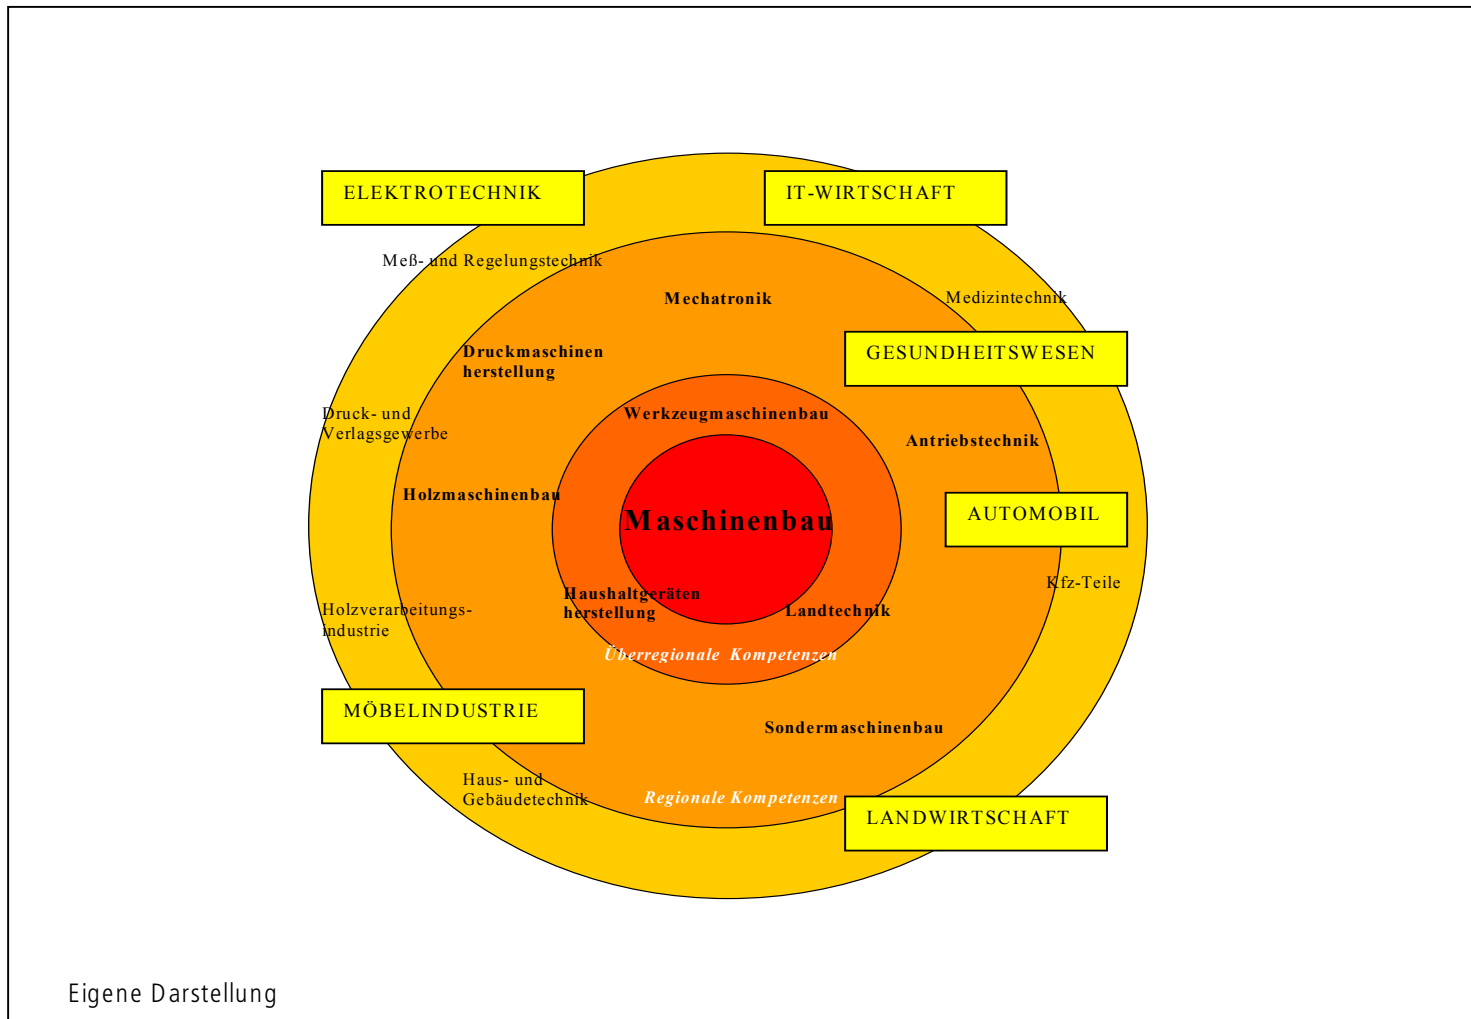 ELEKTROTECHNIK
IT-WIRTSCHAFT
Meß- und Regelungstechnik
Mechatronik
Medizintechnik
Druckmaschinen
herstellung
GESUNDHEITSWESEN
Druck- und
Verlagsgewerbe
Werkzeugmaschinenbau
Antriebstechnik
Holzmaschinenbau
Maschinenbau
AUTOMOBIL
Kfz-Teile
Haushaltgeräten
herstellung
Landtechnik
Holzverarbeitungs-
industrie
Überregionale Kompetenzen
MÖBELINDUSTRIE
Sondermaschinenbau
Haus- und
Gebäudetechnik
Regionale Kompetenzen
LANDWIRTSCHAFT
Eigene Darstellung